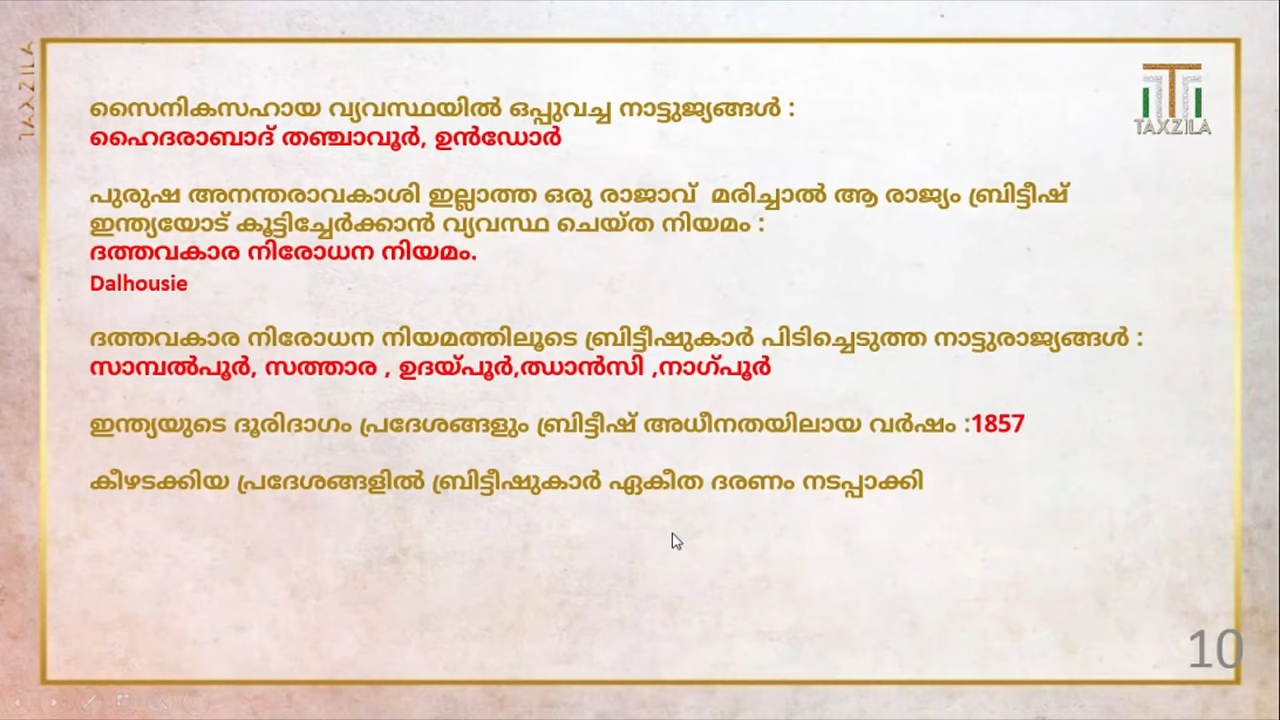 TAXZILA
TAXZILA
സൈനികസഹായ വ്യവസ്ഥയിൽ ഒപ്പുവച്ച നാട്ടുജ്യങ്ങൾ :
ഹൈദരാബാദ് തഞ്ചാവൂർ, ഉൻഡോർ
പുരുഷ അനന്തരാവകാശി ഇല്ലാത്ത ഒരു രാജാവ് മരിച്ചാൽ ആ രാജ്യം ബ്രിട്ടീഷ്
ഇന്ത്യയോട് കൂട്ടിച്ചേർക്കാൻ വ്യവസ്ഥ ചെയ്ത നിയമം :
ദത്തവകാര നിരോധന നിയമം.
Dalhousie
ദത്തവകാര നിരോധന നിയമത്തിലൂടെ ബ്രിട്ടീഷുകാർ പിടിച്ചെടുത്ത നാട്ടുരാജ്യങ്ങൾ :
സാമ്പൽപൂർ, സത്താര , ഉദയ്പൂർ,ഝാൻസി ,നാഗ്പൂർ
ഇന്ത്യയുടെ ദൂരിദാഗം പ്രദേശങ്ങളും ബ്രിട്ടീഷ് അധീനതയിലായ വർഷം :1857
കീഴടക്കിയ പ്രദേശങ്ങളിൽ ബ്രിട്ടീഷുകാർ ഏകീത ദരണം നടപ്പാക്കി
10